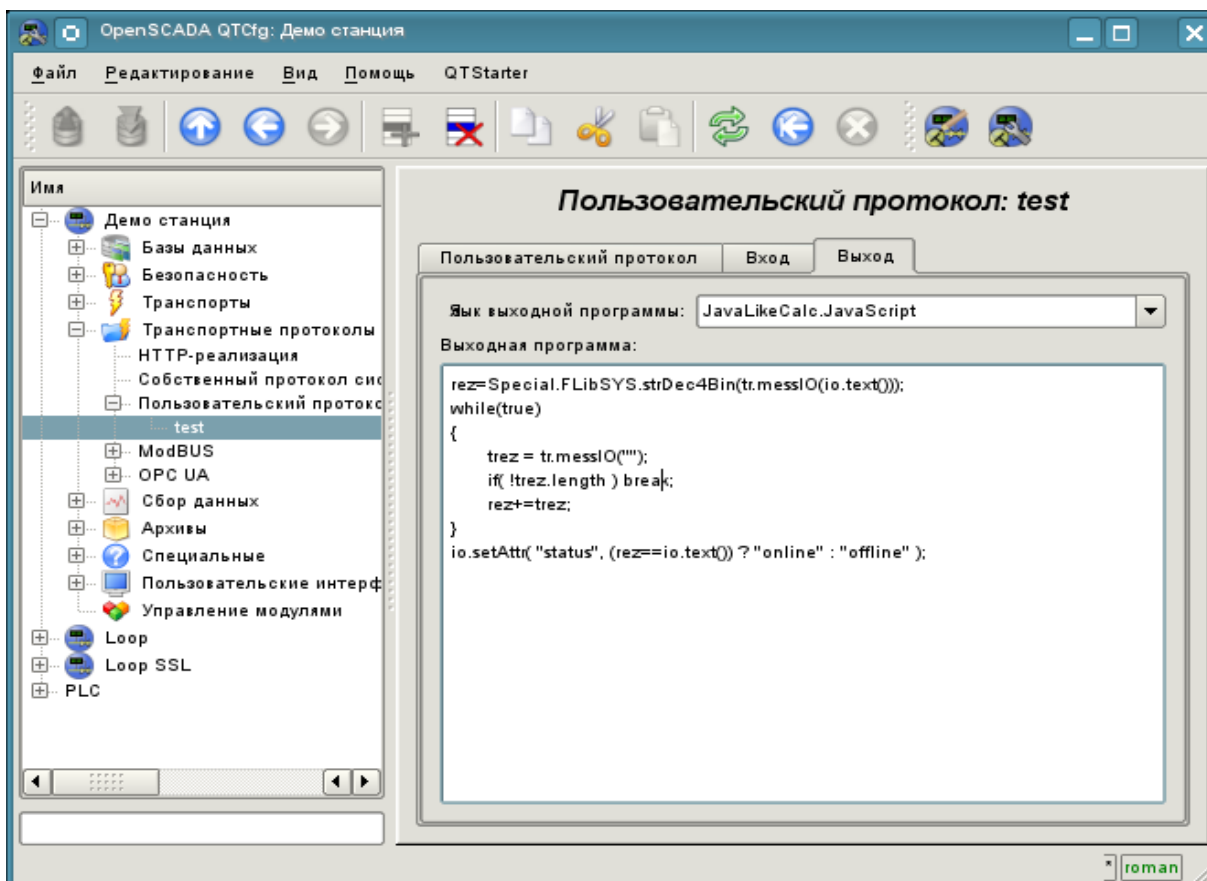 OpenSCADA QTCfg: Демо станция
Файл Редактирование Вид Помощь QTStarter
Имя
Демо станция
Базы данных
Безопасность
Транспорты
Транспортные протоколы
HTTP-реализация
Собственный протокол сис
Пользовательский протоко
test
ModBUS
OPC UA
Сбор данных
Архивы
Специальные
Пользовательские интерф
Управление модулями
Loop
Loop SSL
PLC
Пользовательский протокол: test
Пользовательский протокол Вход Выход
Язык выходной программы: JavaLikeCalc.JavaScript
Выходная программа:
rez=Special.FLibSYS.strDec4Bin(tr.messIO(io.text()));
while(true)
{
trez = tr.messIO("");
if( !trez.length ) break;
rez+=trez;
}
io.setAttr( "status", (rez==io.text()) ? "online" : "offline" );
* roman